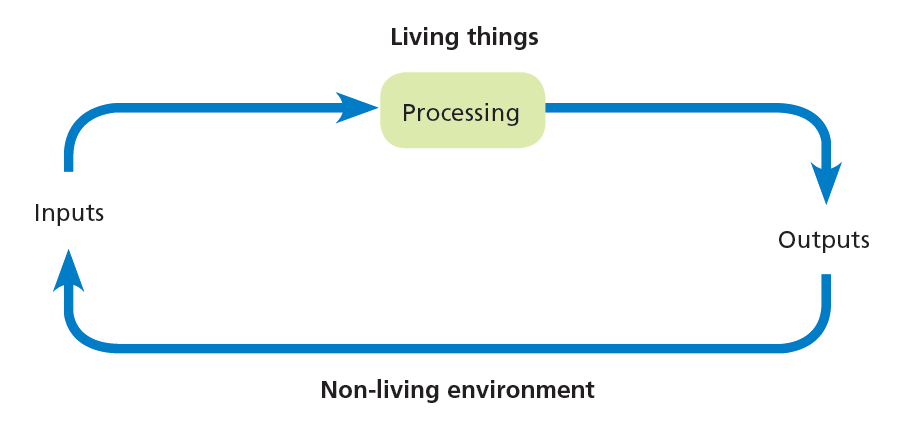 Living things
Processing
Inputs
Outputs
Non-living environment